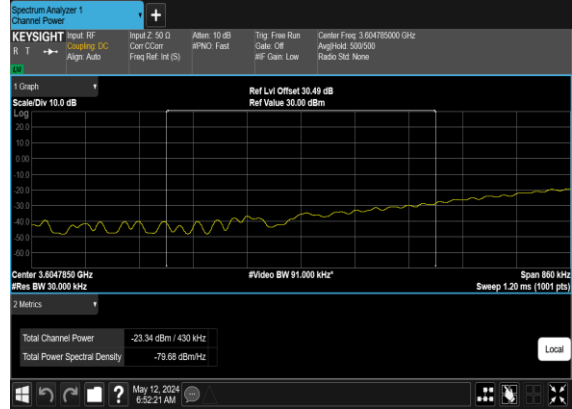 Spectrum Analyzer 1
Channel Power
+
KEYSIGHT Input: RF Input Z: 50 Ω Atten: 10 dB Trig: Free Run Center Freq: 3.604785000 GHz
R T Coupling: DC Corr CCorr #PNO: Fast Gate: Off Avg|Hold: 500/500
Align: Auto Freq Ref: Int (S) #IF Gain: Low Radio Std: None
1 Graph
Ref Lvl Offset 30.49 dB
Scale/Div 10.0 dB Ref Value 30.00 dBm
Log
20.0
10.0
0.00
-10.0
-20.0
-30.0
-40.0
-50.0
-60.0
Center 3.6047850 GHz #Video BW 91.000 kHz* Span 860 kHz
#Res BW 30.000 kHz Sweep 1.20 ms (1001 pts)
2 Metrics
Total Channel Power -23.34 dBm / 430 kHz
Total Power Spectral Density -79.68 dBm/Hz
Local
? May 12, 2024
6:52:21 AM